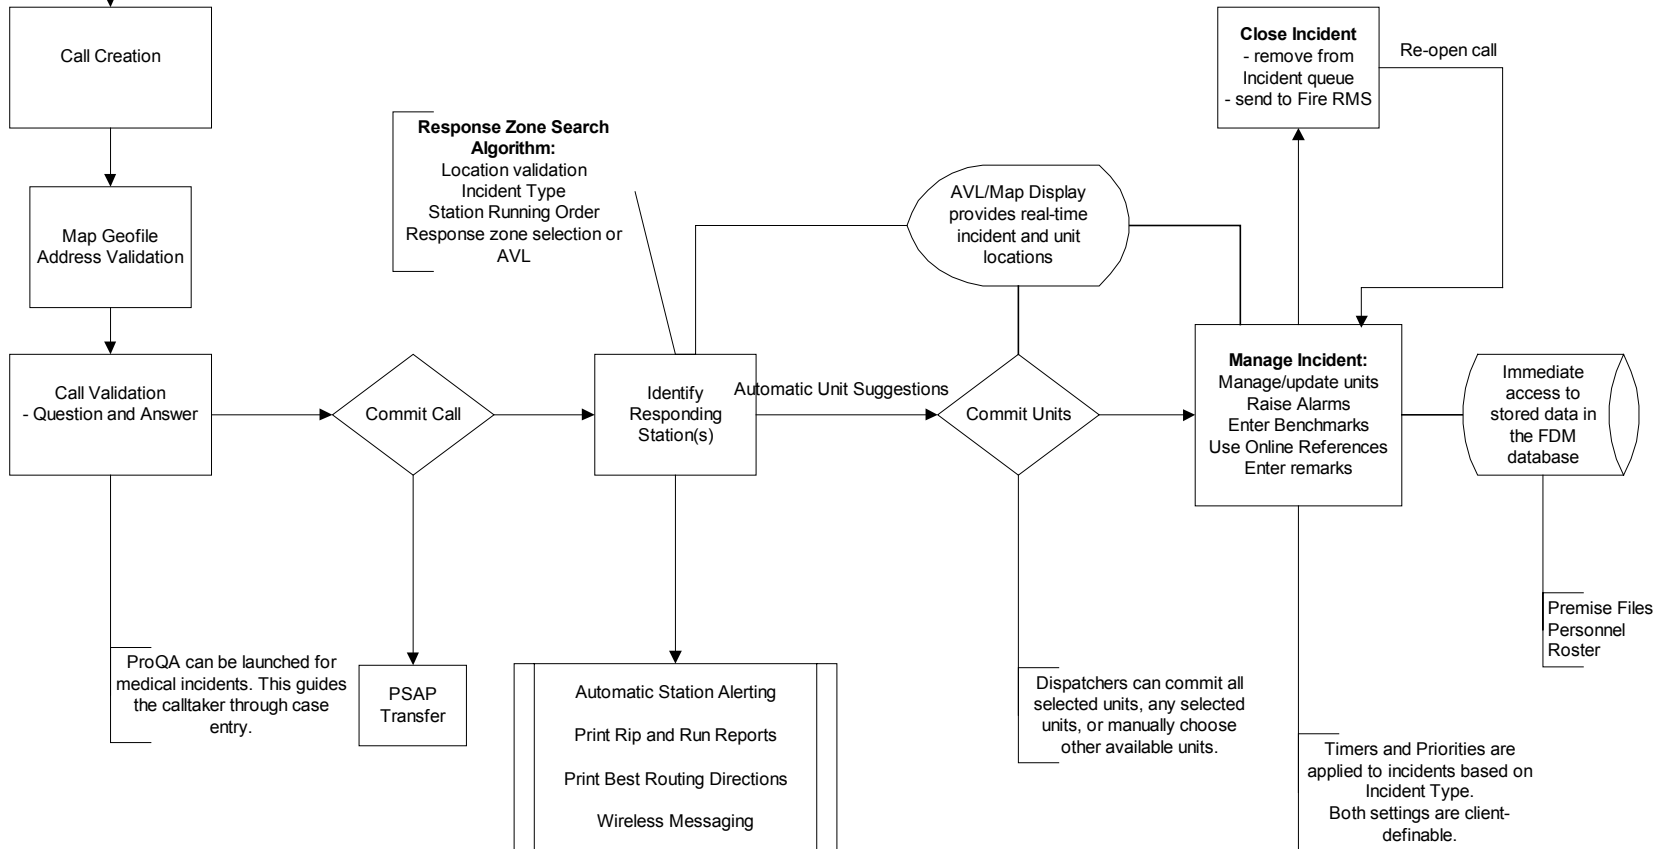 Call Creation
Map Geofile
Address Validation
Call Validation
- Question and Answer
ProQA can be launched for
medical incidents. This guides
the calltaker through case
entry.
Commit Call
PSAP
Transfer
Response Zone Search
Algorithm:
Location validation
Incident Type
Station Running Order
Response zone selection or
AVL
Identify
Responding
Station(s)
Automatic Station Alerting
Print Rip and Run Reports
Print Best Routing Directions
Wireless Messaging
Automatic Unit Suggestions
AVL/Map Display
provides real-time
incident and unit
locations
Commit Units
Dispatchers can commit all
selected units, any selected
units, or manually choose
other available units.
Close Incident
- remove from
Incident queue
- send to Fire RMS
Re-open call
Manage Incident:
Manage/update units
Raise Alarms
Enter Benchmarks
Use Online References
Enter remarks
Timers and Priorities are
applied to incidents based on
Incident Type.
Both settings are client-
definable.
Immediate
access to
stored data in
the FDM
database
Premise Files
Personnel
Roster